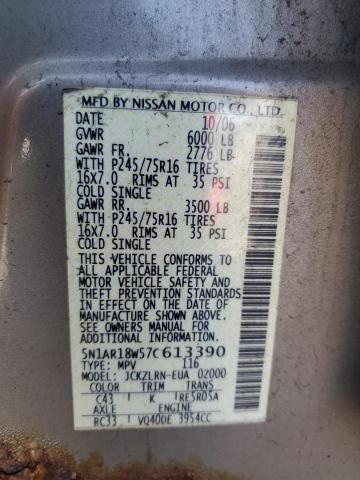 MFD BY NISSAN MOTOR CO., LTD.
DATE 10/06
GVWR 6000 LB
GAWR FR. 2776 LB
WITH P245/75R16 TIRES
16X7.0 RIMS AT 35 PSI
COLD SINGLE
GAWR RR. 3500 LB
WITH P245/75R16 TIRES
16X7.0 RIMS AT 35 PSI
COLD SINGLE
THIS VEHICLE CONFORMS TO
ALL APPLICABLE FEDERAL
MOTOR VEHICLE SAFETY STANDARDS
IN EFFECT ON THE DATE OF
MANUFACTURE SHOWN ABOVE.
SEE OWNERS MANUAL FOR
ADDITIONAL INFORMATION
5N1AR18W57C613390
TYPE: MPV 116
MODEL: JCKZLRN-EUA 02000
COLOR TRIM TRANS
C43 K RE5R05A
AXLE ENGINE
RC33 VQ40DE 3954CC